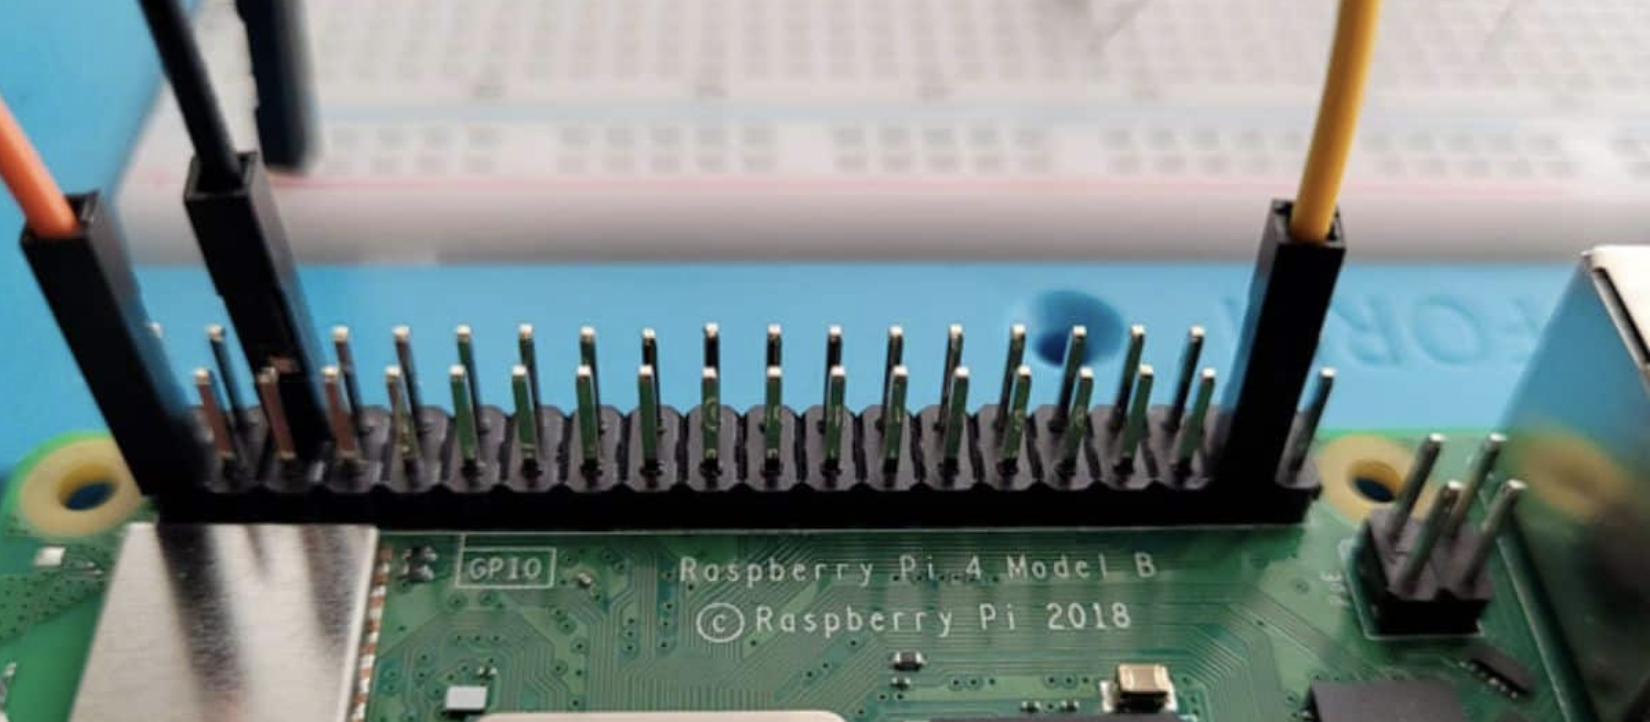 GPIO
Raspberry Pi 4 Model B
©Raspberry Pi 2018